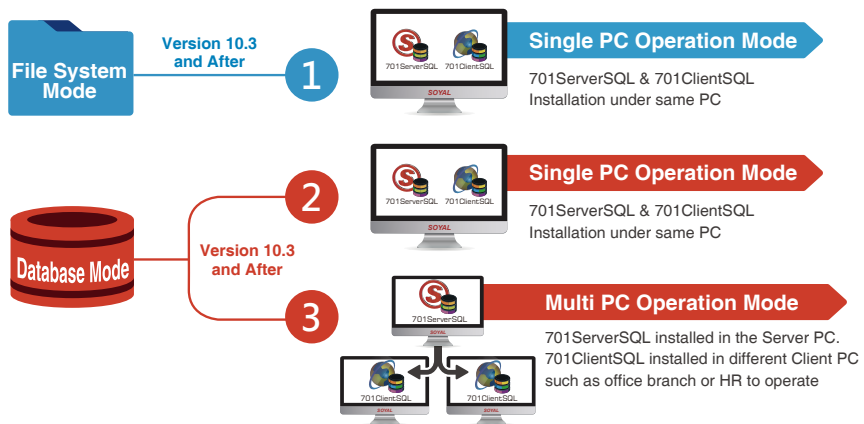 File System
Mode
Version 10.3
and After
1
701ServerSQL 701ClientSQL
SOYAL
Single PC Operation Mode
701ServerSQL & 701ClientSQL
Installation under same PC
Database Mode
Version 10.3
and After
2
701ServerSQL 701ClientSQL
SOYAL
Single PC Operation Mode
701ServerSQL & 701ClientSQL
Installation under same PC
3
701ServerSQL
SOYAL
701ClientSQL
SOYAL
701ClientSQL
SOYAL
Multi PC Operation Mode
701ServerSQL installed in the Server PC.
701ClientSQL installed in different Client PC
such as office branch or HR to operate